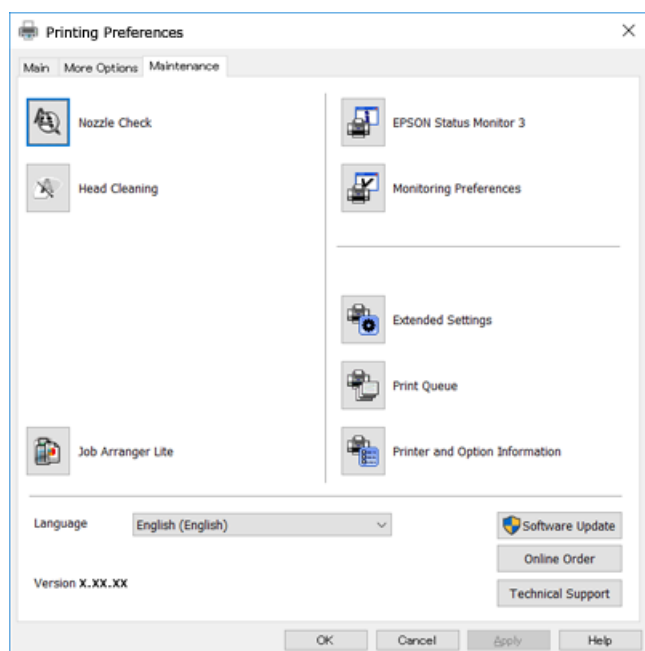 Printing Preferences
Main More Options Maintenance
Nozzle Check
EPSON Status Monitor 3
Head Cleaning
Monitoring Preferences
Extended Settings
Print Queue
Job Arranger Lite
Printer and Option Information
Language English (English)
Software Update
Online Order
Version X.XX.XX
Technical Support
OK Cancel Apply Help